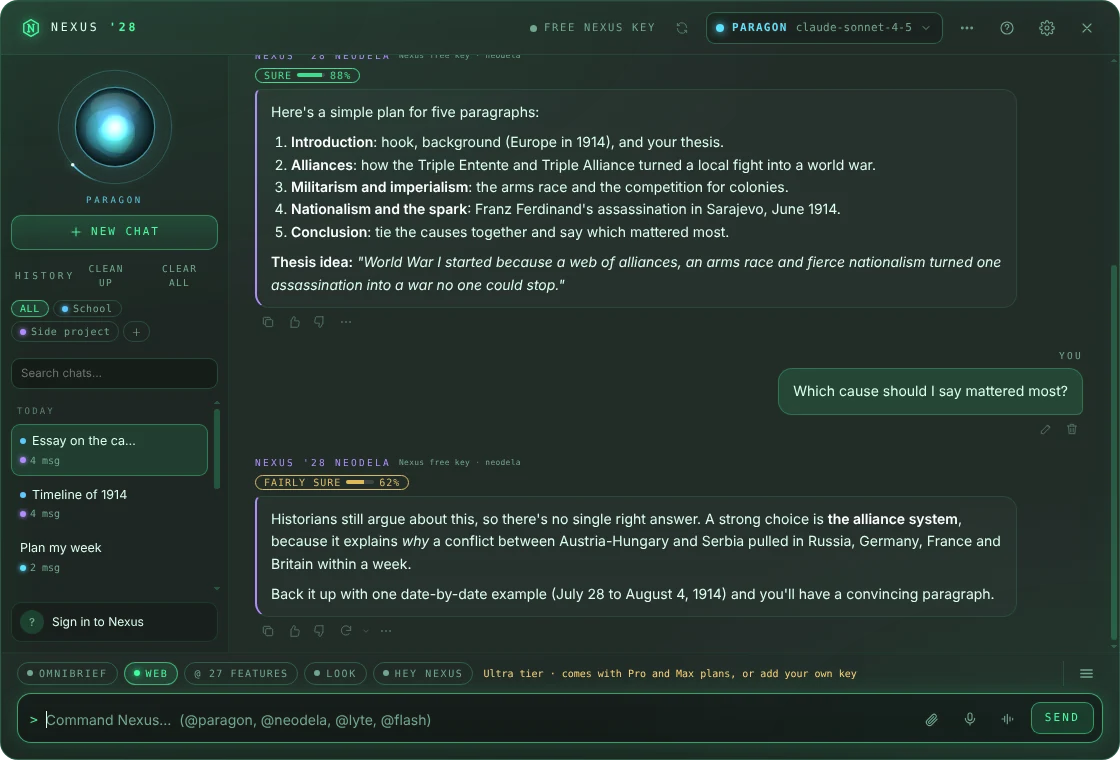 NEXUS '28
FREE NEXUS KEY
PARAGON claude-sonnet-4-5
PARAGON
+ NEW CHAT
HISTORY
CLEAN UP
CLEAR ALL
ALL
School
Side project
+
Search chats...
TODAY
Essay on the ca...
4 msg
Timeline of 1914
4 msg
Plan my week
2 msg
? Sign in to Nexus
NEXUS '28 NEODELA Nexus free key · neodela
SURE 88%
Here's a simple plan for five paragraphs:
1. Introduction: hook, background (Europe in 1914), and your thesis.
2. Alliances: how the Triple Entente and Triple Alliance turned a local fight into a world war.
3. Militarism and imperialism: the arms race and the competition for colonies.
4. Nationalism and the spark: Franz Ferdinand's assassination in Sarajevo, June 1914.
5. Conclusion: tie the causes together and say which mattered most.
Thesis idea: "World War I started because a web of alliances, an arms race and fierce nationalism turned one
assassination into a war no one could stop."
YOU
Which cause should I say mattered most?
NEXUS '28 NEODELA Nexus free key · neodela
FAIRLY SURE 62%
Historians still argue about this, so there's no single right answer. A strong choice is the alliance system,
because it explains why a conflict between Austria-Hungary and Serbia pulled in Russia, Germany, France and
Britain within a week.
Back it up with one date-by-date example (July 28 to August 4, 1914) and you'll have a convincing paragraph.
OMNIBRIEF
WEB
@ 27 FEATURES
LOOK
HEY NEXUS
Ultra tier · comes with Pro and Max plans, or add your own key
> Command Nexus... (@paragon, @neodela, @lyte, @flash)
SEND